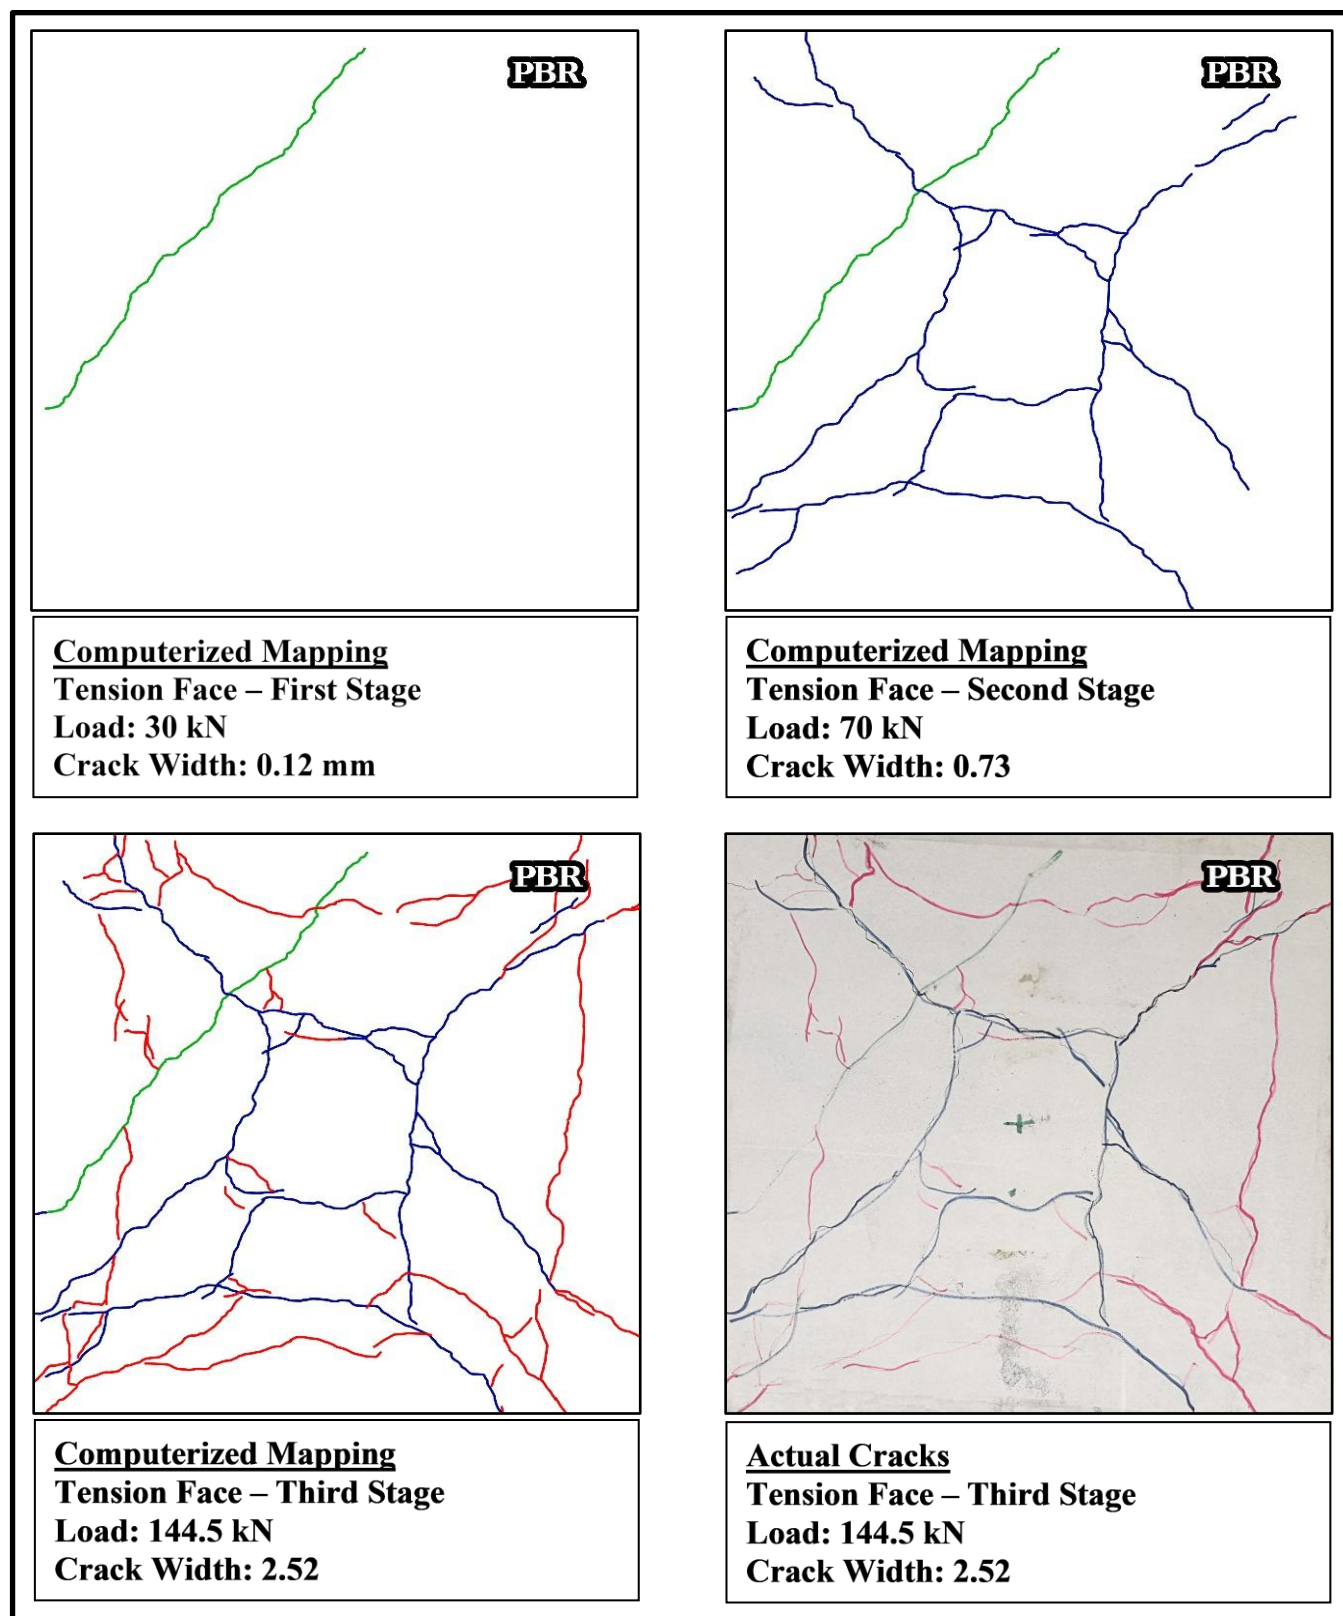 PBR
PBR
Computerized Mapping
Tension Face – First Stage
Load: 30 kN
Crack Width: 0.12 mm
Computerized Mapping
Tension Face – Second Stage
Load: 70 kN
Crack Width: 0.73
PBR
PBR
Computerized Mapping
Tension Face – Third Stage
Load: 144.5 kN
Crack Width: 2.52
Actual Cracks
Tension Face – Third Stage
Load: 144.5 kN
Crack Width: 2.52